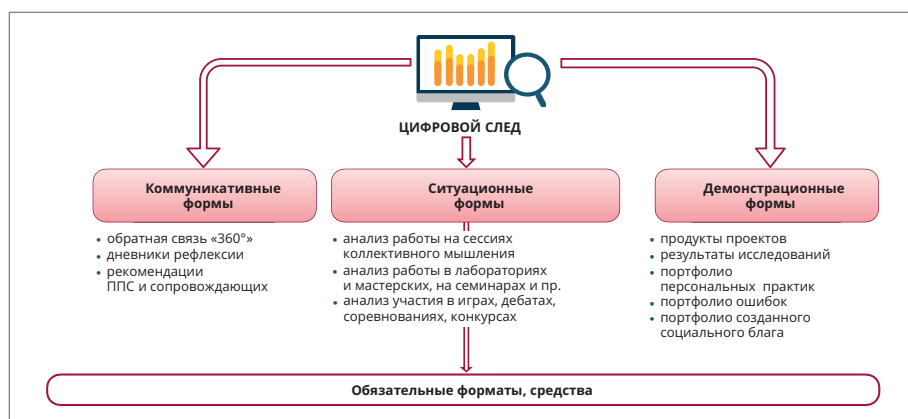 ЦИФРОВОЙ СЛЕД
Коммуникативные
формы
• обратная связь «360°»
• дневники рефлексии
• рекомендации
ППС и сопровождающих
Ситуационные
формы
• анализ работы на сессиях
коллективного мышления
• анализ работы в лабораториях
и мастерских, на семинарах и пр.
• анализ участия в играх, дебатах,
соревнованиях, конкурсах
Демонстрационные
формы
• продукты проектов
• результаты исследований
• портфолио
персональных практик
• портфолио ошибок
• портфолио созданного
социального блага
Обязательные форматы, средства